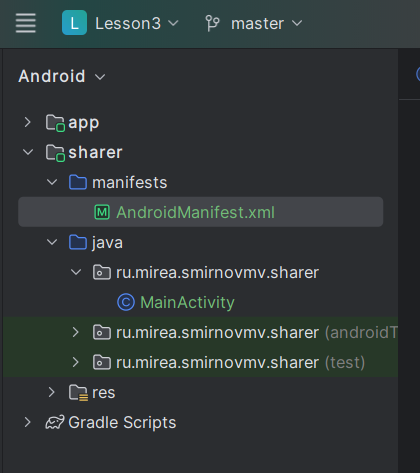 L Lesson3 master
Android
app
sharer
manifests
M AndroidManifest.xml
java
ru.mirea.smirnovmv.sharer
C MainActivity
ru.mirea.smirnovmv.sharer (androidT
ru.mirea.smirnovmv.sharer (test)
res
Gradle Scripts